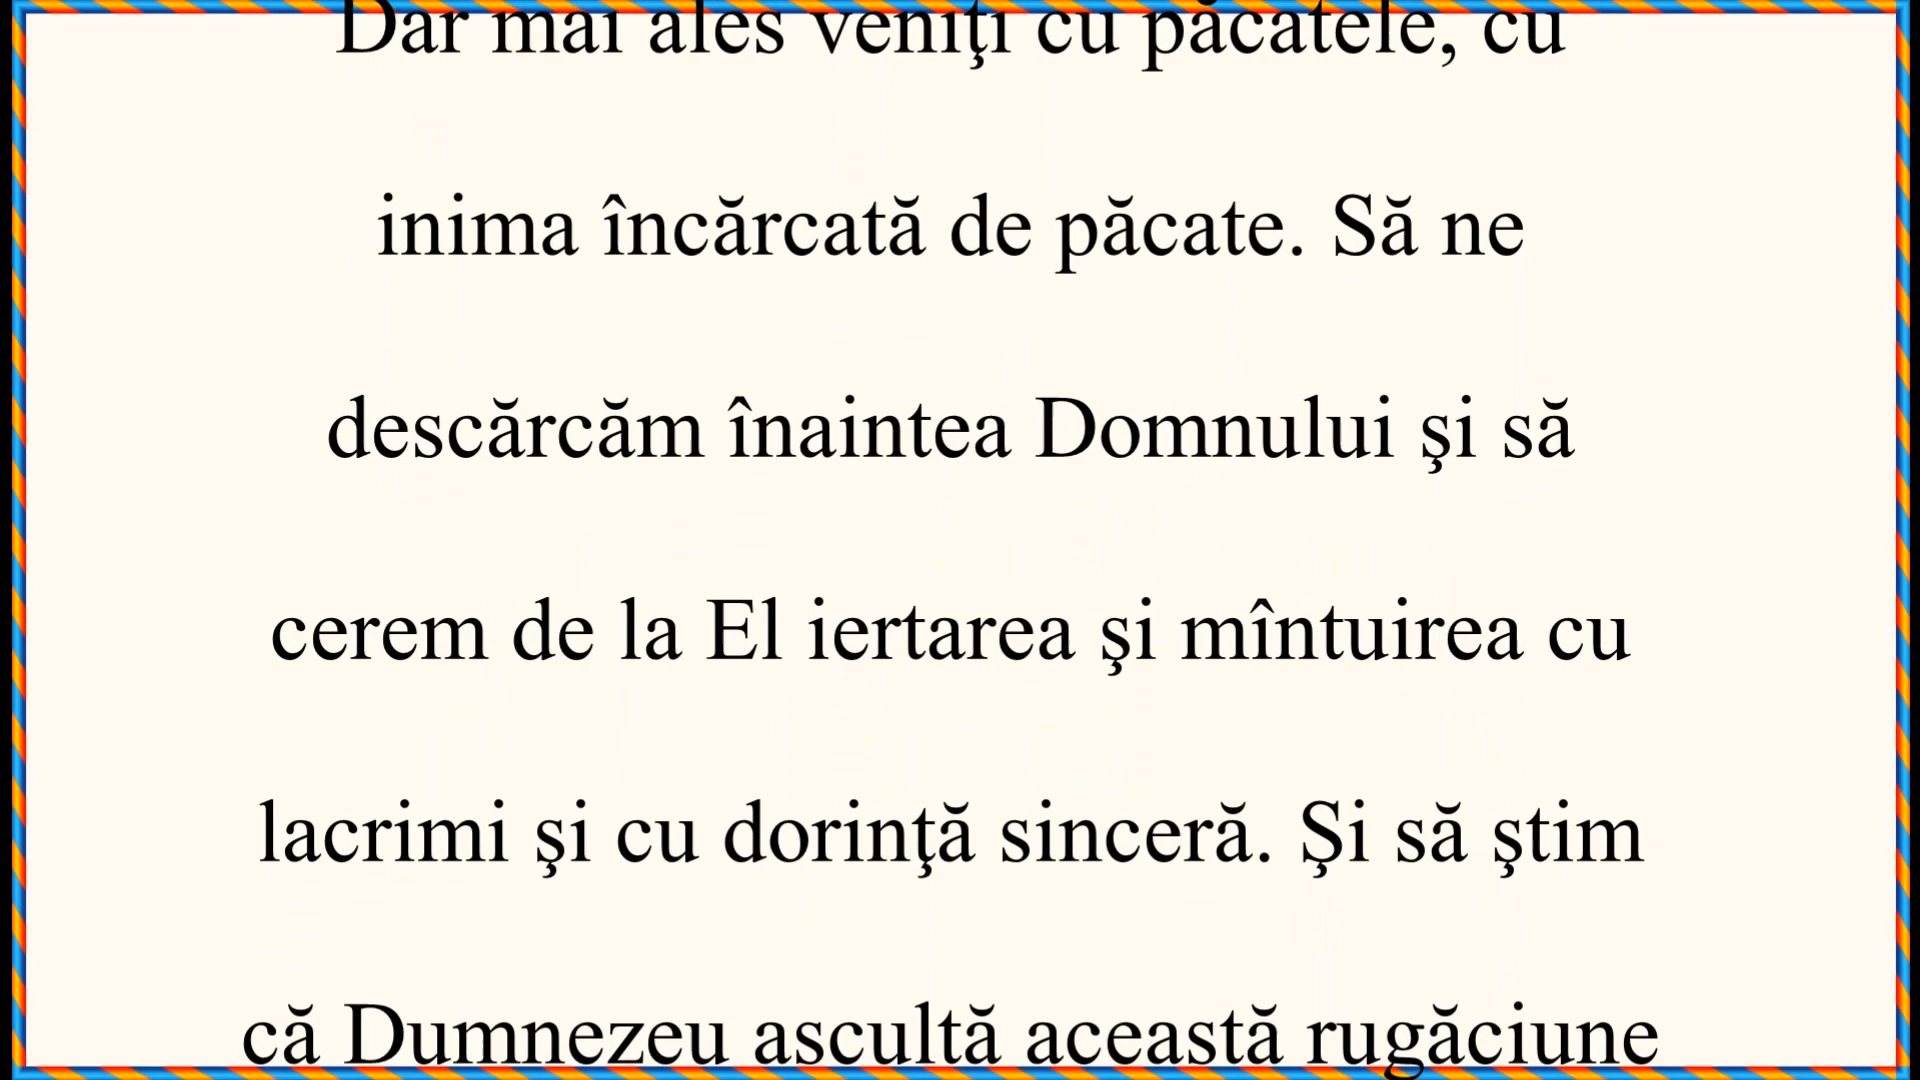 Dar mai ales veniţi cu păcatele, cu
inima încărcată de păcate. Să ne
descărcăm înaintea Domnului şi să
cerem de la El iertarea şi mîntuirea cu
lacrimi şi cu dorinţă sinceră. Şi să ştim
că Dumnezeu ascultă această rugăciune